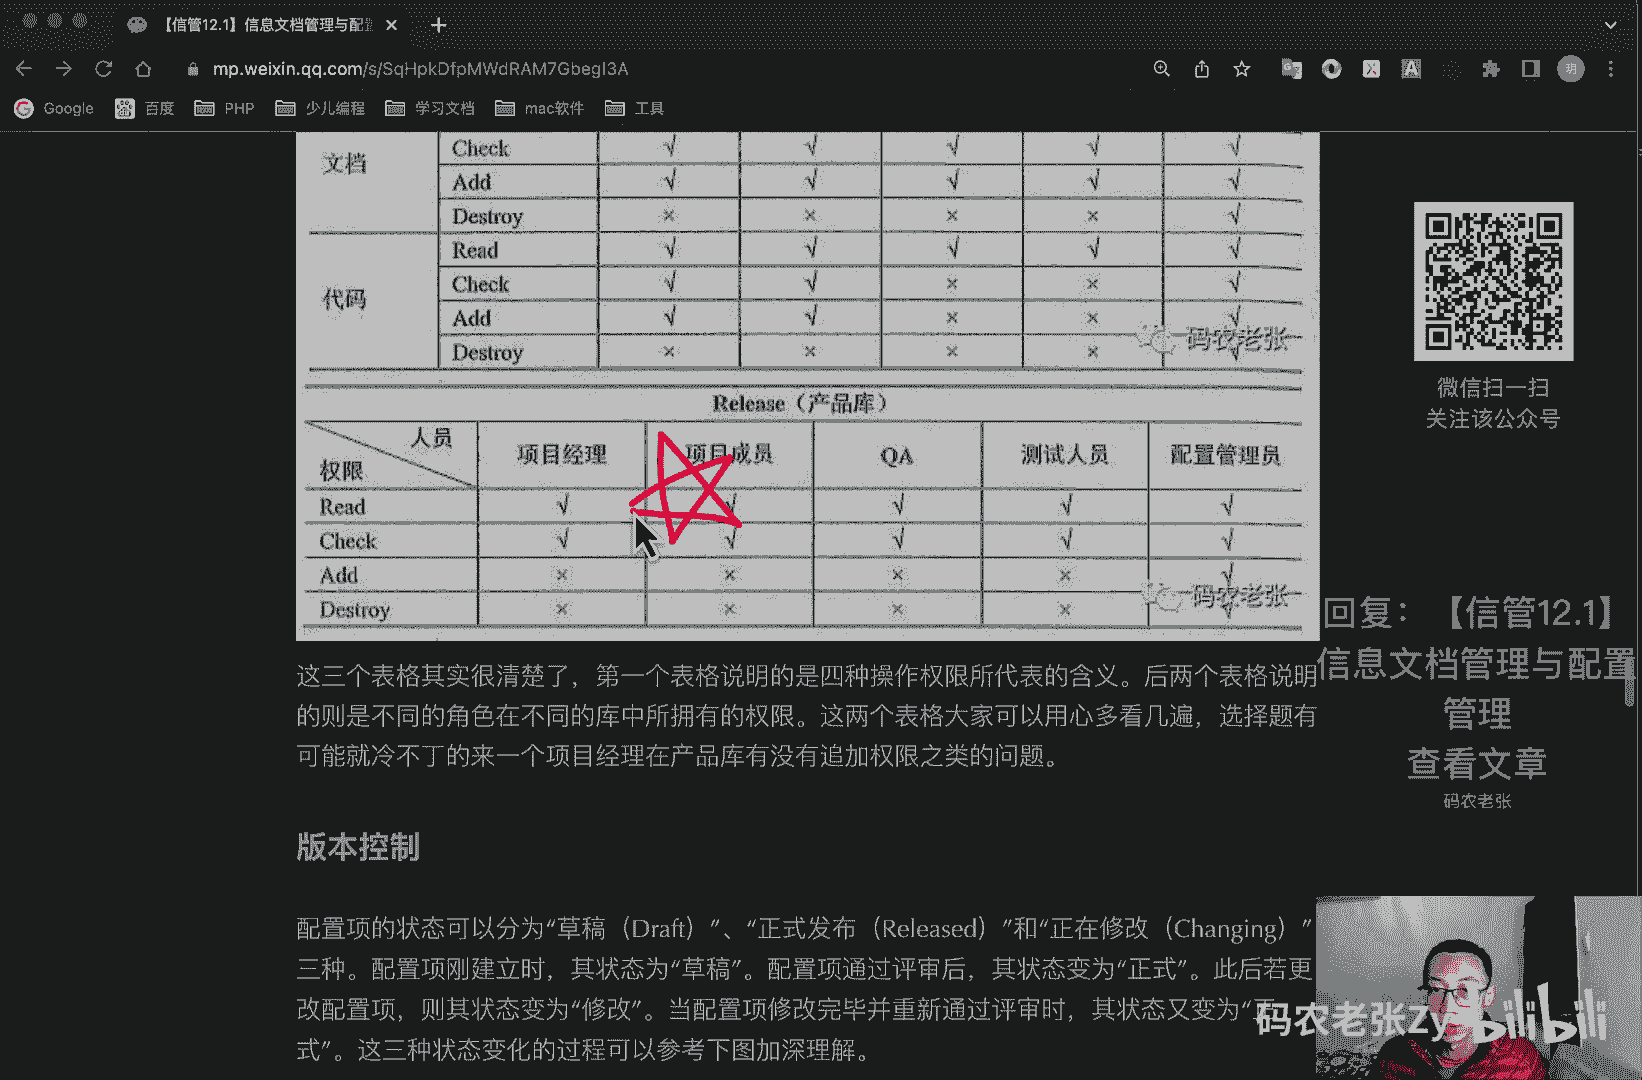 【信管12.1】信息文档管理与配
mp.weixin.qq.com/s/SqHpkDfpMWdRAM7GbegI3A
玥
Google 百度 PHP 少儿编程 学习文档 mac软件 工具
文档 Check √ √ √ √ √
Add √ √ √ √ √
Destroy × × × × √
代码 Read √ √ √ √ √
Check √ √ × × √
Add √ √ × × √
Destroy × × × × √
码农老张
Release（产品库）
人员 权限 项目经理 项目成员 QA 测试人员 配置管理员
Read √ √ √ √ √
Check √ √ √ √ √
Add × × × × √
Destroy × × × × √
码农老张
这三个表格其实很清楚了，第一个表格说明的是四种操作权限所代表的含义。后两个表格说明
的则是不同的角色在不同的库中所拥有的权限。这两个表格大家可以用心多看几遍，选择题有
可能就冷不丁的来一个项目经理在产品库有没有追加权限之类的问题。
版本控制
配置项的状态可以分为“草稿（Draft）”、“正式发布（Released）”和“正在修改（Changing）”
三种。配置项刚建立时，其状态为“草稿”。配置项通过评审后，其状态变为“正式”。此后若更
改配置项，则其状态变为“修改”。当配置项修改完毕并重新通过评审时，其状态又变为“正
式”。这三种状态变化的过程可以参考下图加深理解。
微信扫一扫
关注该公众号
回复：【信管12.1】
信息文档管理与配置
管理
查看文章
码农老张
码农老张Zy
bilibili